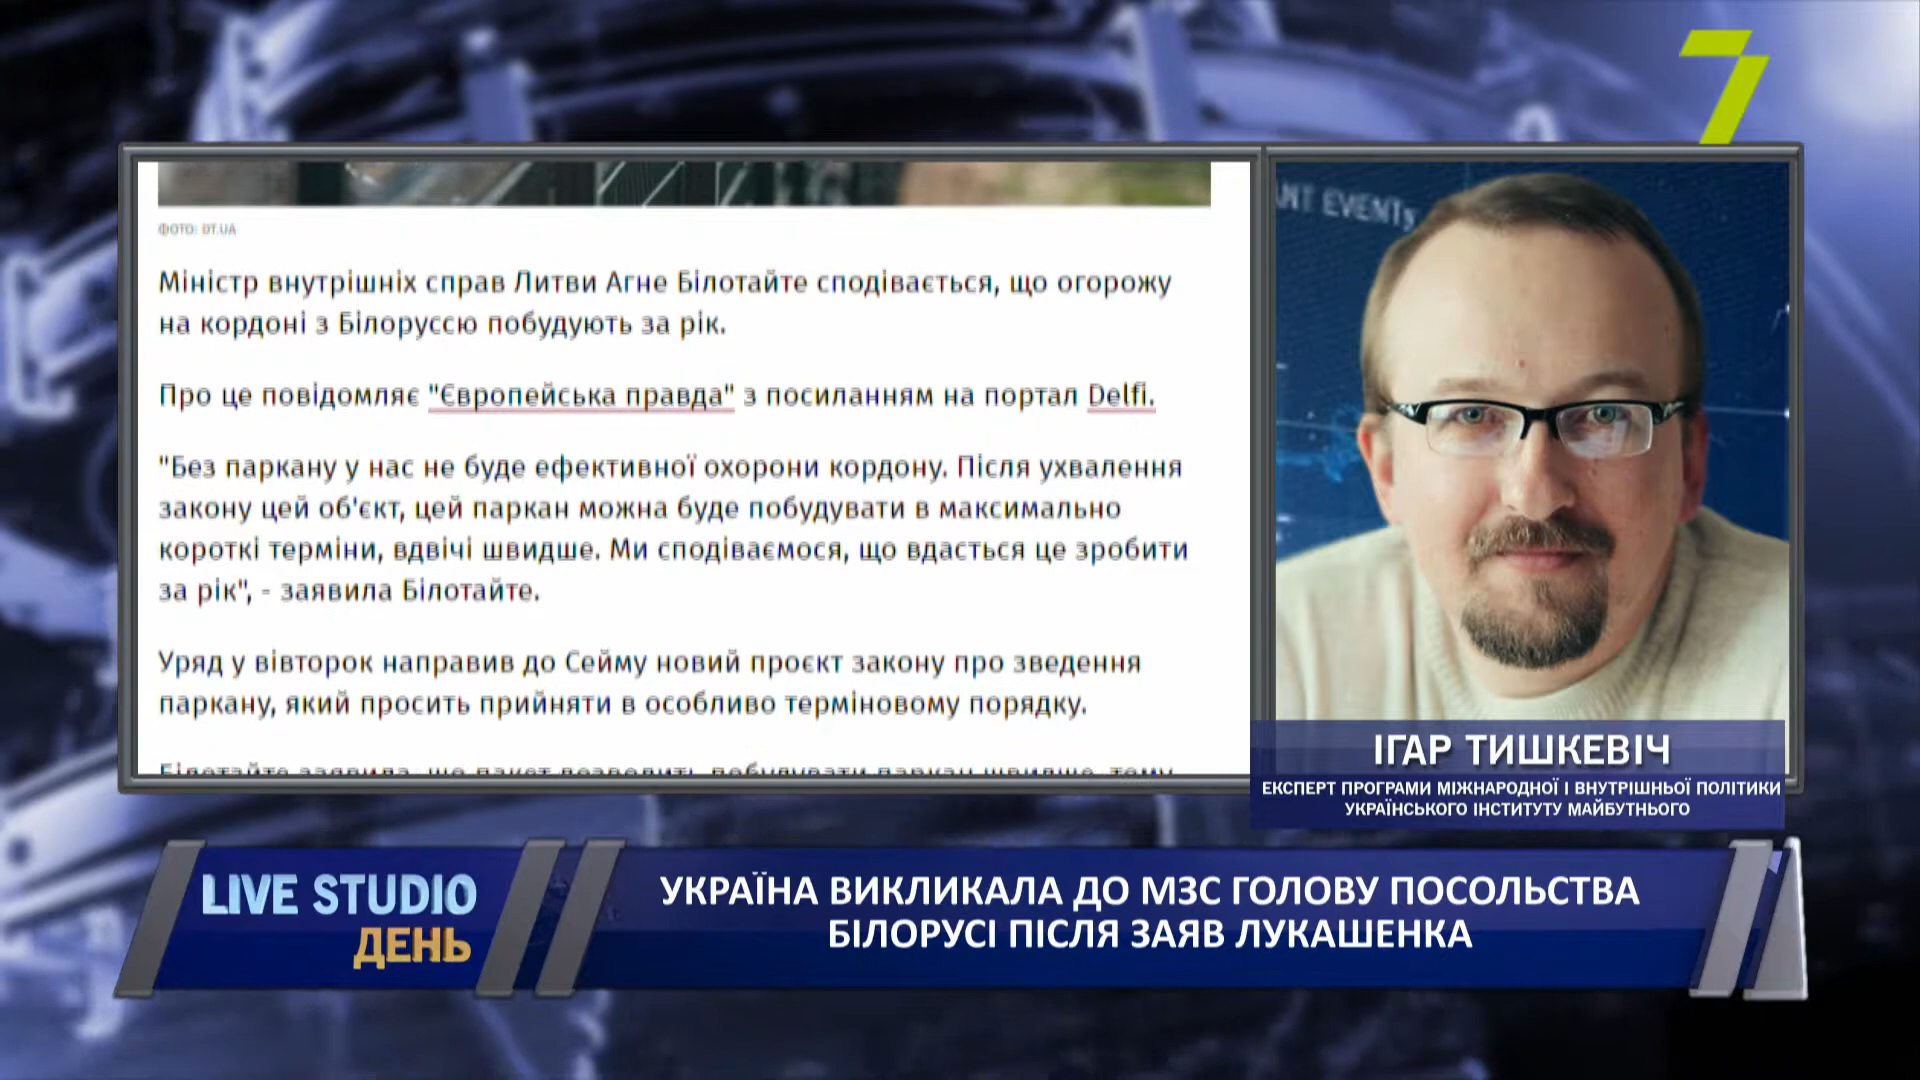 7
ANT EVENTs
ФОТО: DT.UA
Міністр внутрішніх справ Литви Агне Білотайте сподівається, що огорожу
на кордоні з Білоруссю побудують за рік.
Про це повідомляє "Європейська правда" з посиланням на портал Delfi.
"Без паркану у нас не буде ефективної охорони кордону. Після ухвалення
закону цей об'єкт, цей паркан можна буде побудувати в максимально
короткі терміни, вдвічі швидше. Ми сподіваємося, що вдасться це зробити
за рік", - заявила Білотайте.
Уряд у вівторок направив до Сейму новий проєкт закону про зведення
паркану, який просить прийняти в особливо терміновому порядку.
ІГАР ТИШКЕВІЧ
ЕКСПЕРТ ПРОГРАМИ МІЖНАРОДНОЇ І ВНУТРІШНЬОЇ ПОЛІТИКИ
УКРАЇНСЬКОГО ІНСТИТУТУ МАЙБУТНЬОГО
LIVE STUDIO
ДЕНЬ
УКРАЇНА ВИКЛИКАЛА ДО МЗС ГОЛОВУ ПОСОЛЬСТВА
БІЛОРУСІ ПІСЛЯ ЗАЯВ ЛУКАШЕНКА